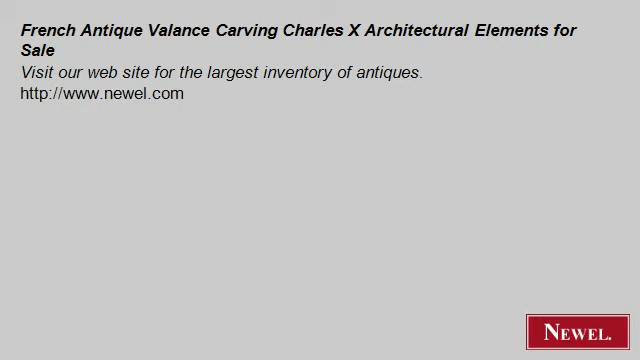 French Antique Valance Carving Charles X Architectural Elements for
Sale
Visit our web site for the largest inventory of antiques.
http://www.newel.com
NEWEL.